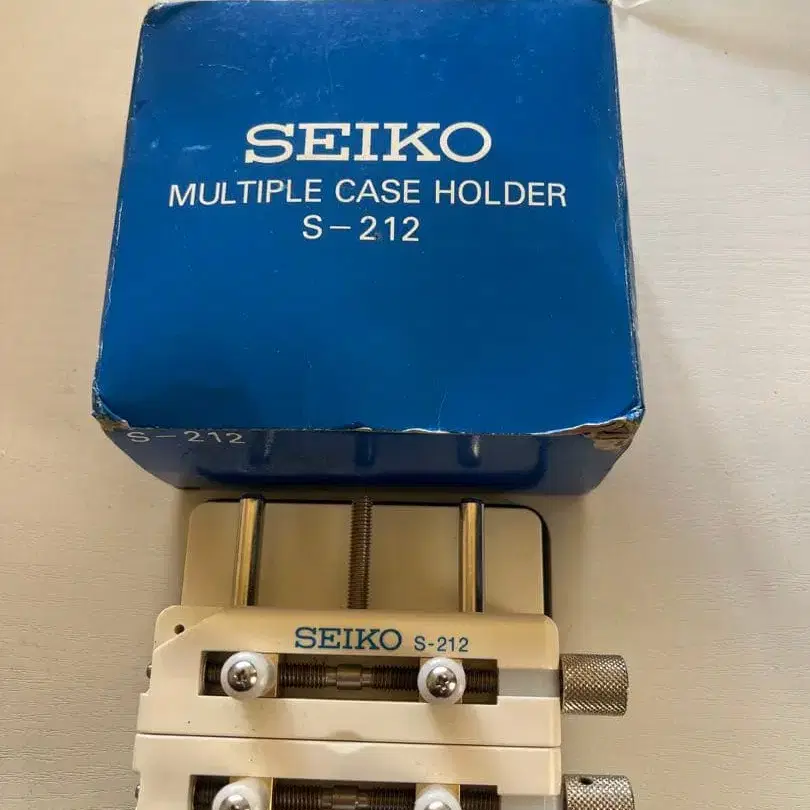 SEIKO
MULTIPLE CASE HOLDER
S-212
S-212
SEIKO S-212